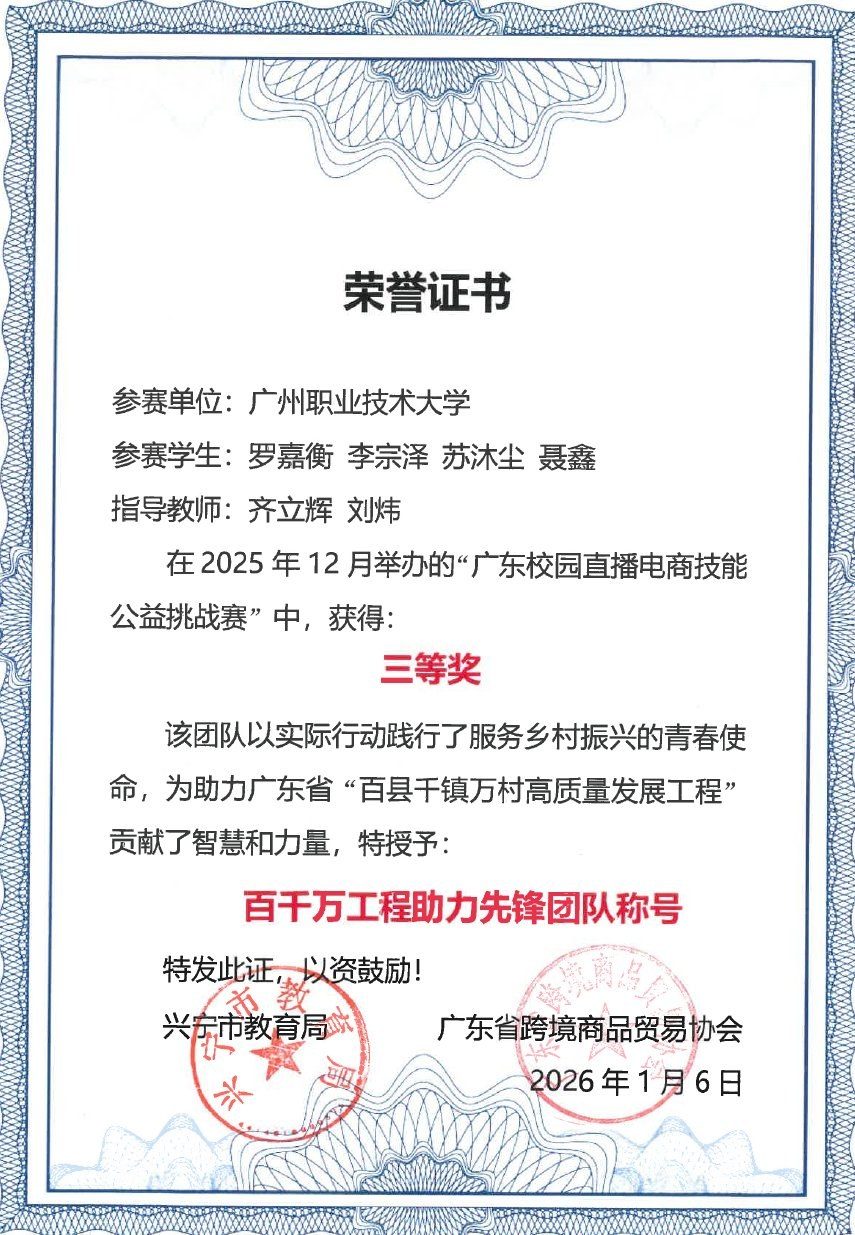 荣誉证书
参赛单位：广州职业技术大学
参赛学生：罗嘉衡 李宗泽 苏沐尘 聂鑫
指导教师：齐立辉 刘炜
在 2025 年 12 月举办的“广东校园直播电商技能
公益挑战赛”中，获得：
三等奖
该团队以实际行动践行了服务乡村振兴的青春使
命，为助力广东省“百县千镇万村高质量发展工程”
贡献了智慧和力量，特授予：
百千万工程助力先锋团队称号
特发此证，以资鼓励！
兴宁市教育局 广东省跨境商品贸易协会
2026 年 1 月 6 日
兴宁市教育局